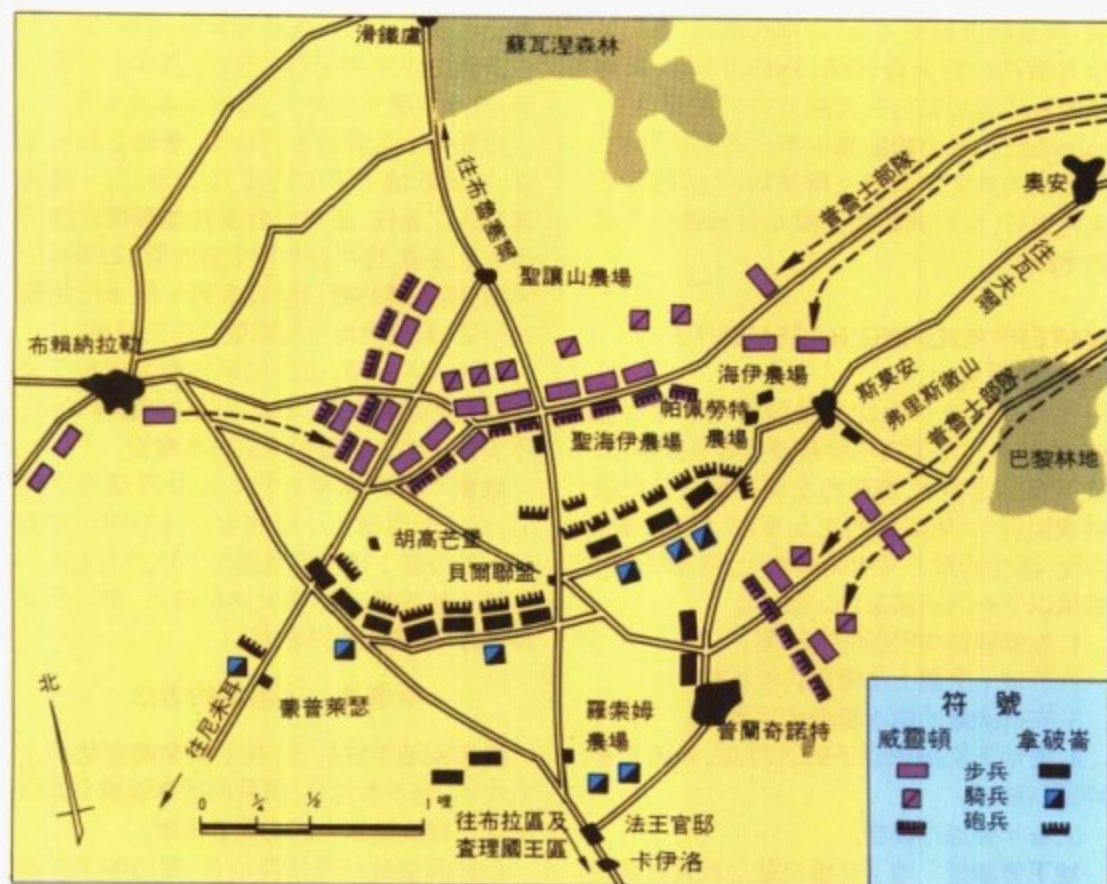 滑鐵盧
蘇瓦涅森林
往布魯塞爾
普魯士部隊
奧安
往瓦夫爾
聖讓山農場
布賴納拉勒
海伊農場
斯莫安
弗里斯徹山
普魯士部隊
帕佩勞特
農場
聖海伊農場
巴黎林地
胡高芒堡
貝爾聯盟
北
往尼米耳
蒙普萊瑟
羅索姆
農場
普蘭奇諾特
0 ¼ ½ 1 哩
往布拉區及
查理國王區
法王官邸
卡伊洛
符號
威靈頓 拿破崙
步兵
騎兵
砲兵